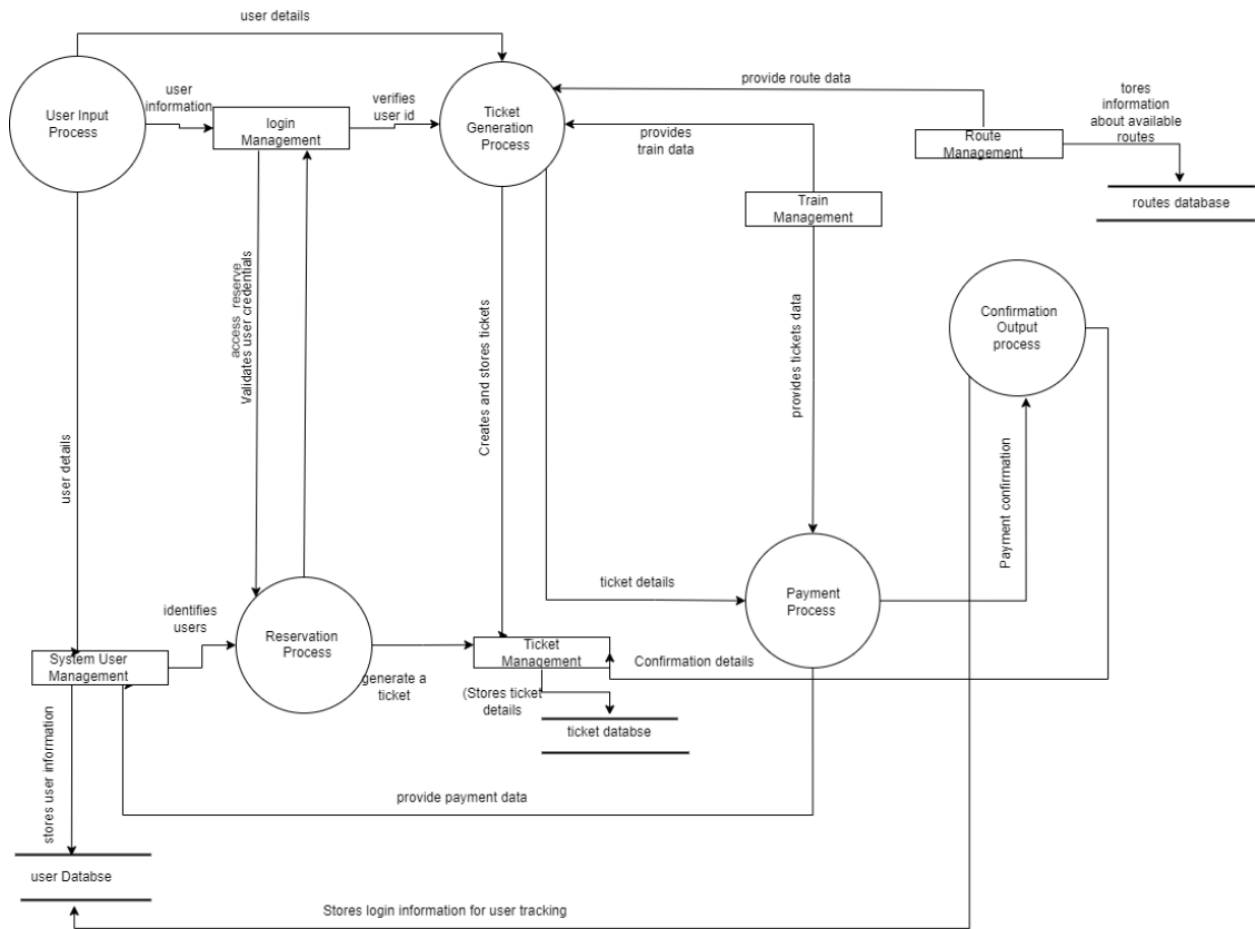 user details
User Input
Process
user
information
login
Management
verifies
user id
Ticket
Generation
Process
provide route data
provides
train data
tores
information
about available
routes
Route
Management
routes database
Train
Management
access reserve
Validates user credentials
Creates and stores tickets
provides tickets data
Confirmation
Output
process
user details
Payment confirmation
identifies
users
Reservation
Process
ticket details
Payment
Process
System User
Management
generate a
ticket
Ticket
Management
Confirmation details
(Stores ticket
details
ticket databse
stores user information
provide payment data
user Databse
Stores login information for user tracking